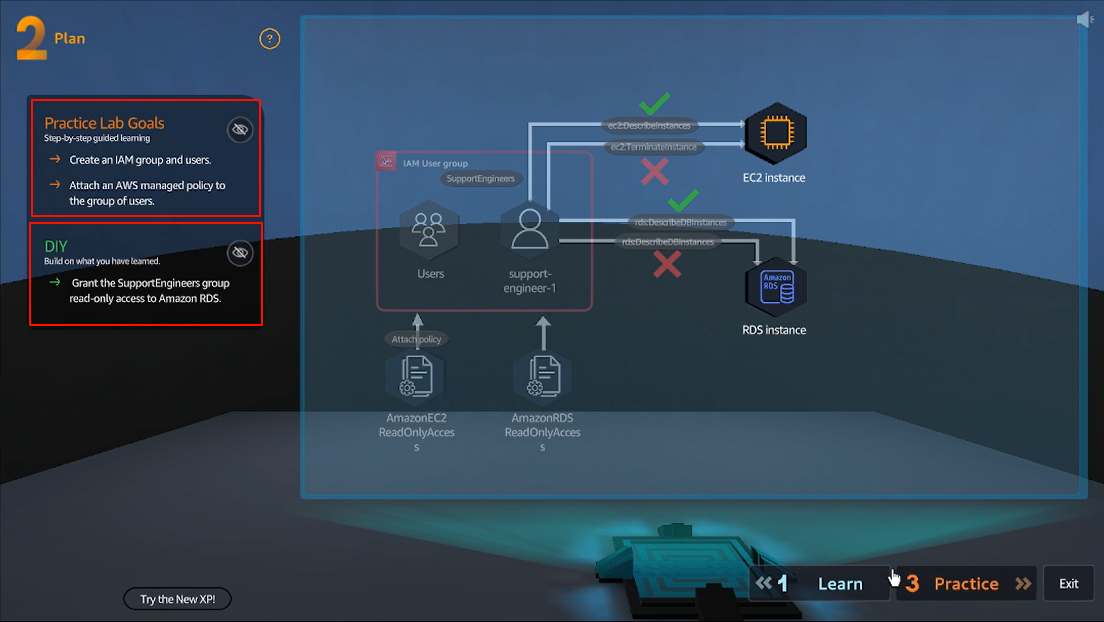 2 Plan
?
Practice Lab Goals
Step-by-step guided learning
Create an IAM group and users.
Attach an AWS managed policy to
the group of users.
DIY
Build on what you have learned.
Grant the SupportEngineers group
read-only access to Amazon RDS.
ec2:DescribeInstances
ec2:TerminateInstance
EC2 instance
IAM User group
SupportEngineers
Users
support-
engineer-1
rds:DescribeDBInstances
rds:DescribeDBInstances
Amazon
RDS
RDS instance
Attach policy
AmazonEC2
ReadOnlyAcces
s
AmazonRDS
ReadOnlyAcces
s
Try the New XP!
1 Learn
3 Practice
Exit